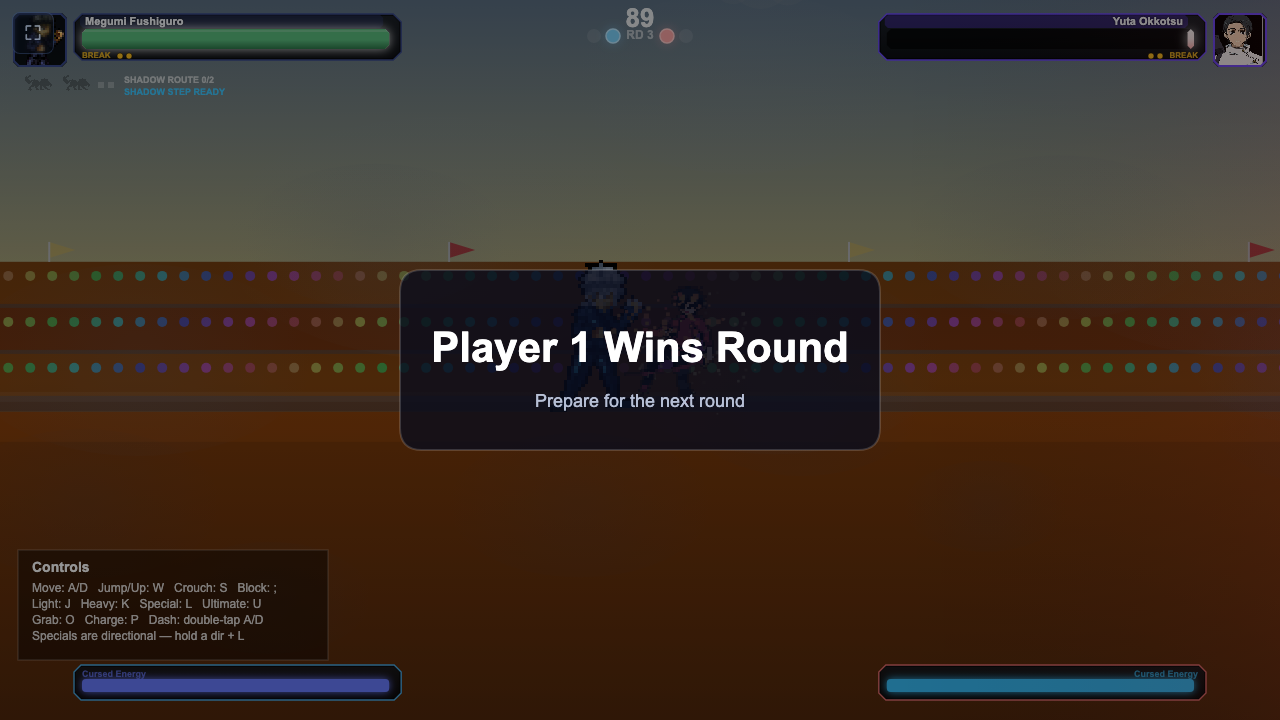 Megumi Fushiguro
BREAK
SHADOW ROUTE 0/2
SHADOW STEP READY
89
RD 3
Yuta Okkotsu
BREAK
Player 1 Wins Round
Prepare for the next round
Controls
Move: A/D Jump/Up: W Crouch: S Block: ;
Light: J Heavy: K Special: L Ultimate: U
Grab: O Charge: P Dash: double-tap A/D
Specials are directional — hold a dir + L
Cursed Energy
Cursed Energy